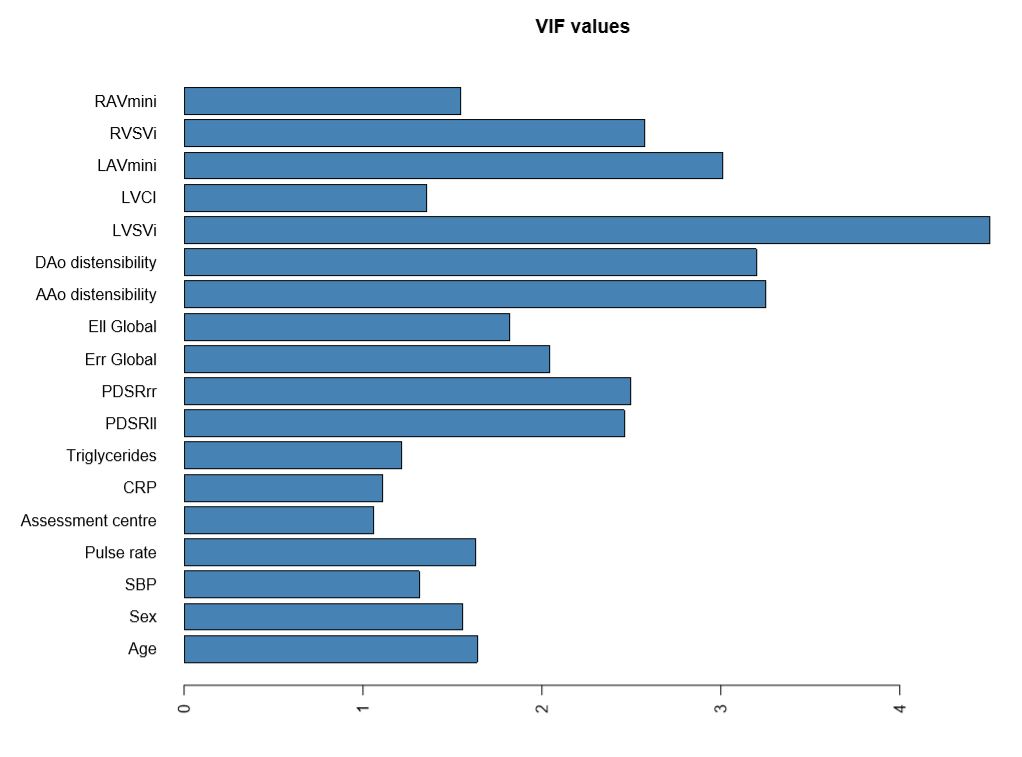 VIF values
RAVmini
RVSVi
LAVmini
LVCI
LVSVi
DAo distensibility
AAo distensibility
Ell Global
Err Global
PDSRrr
PDSRll
Triglycerides
CRP
Assessment centre
Pulse rate
SBP
Sex
Age
0 1 2 3 4